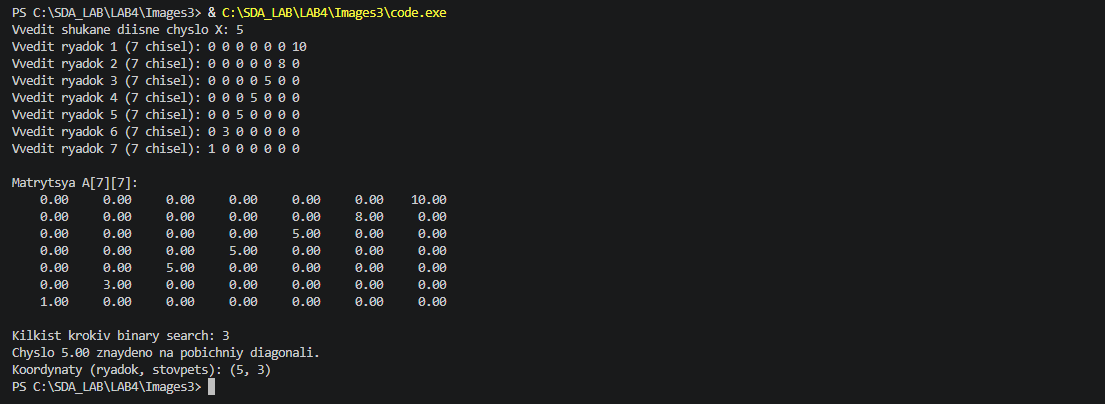 PS C:\SDA_LAB\LAB4\Images3> & C:\SDA_LAB\LAB4\Images3\code.exe
Vvedit shukane diisne chyslo X: 5
Vvedit ryadok 1 (7 chisel): 0 0 0 0 0 0 10
Vvedit ryadok 2 (7 chisel): 0 0 0 0 0 8 0
Vvedit ryadok 3 (7 chisel): 0 0 0 0 5 0 0
Vvedit ryadok 4 (7 chisel): 0 0 0 5 0 0 0
Vvedit ryadok 5 (7 chisel): 0 0 5 0 0 0 0
Vvedit ryadok 6 (7 chisel): 0 3 0 0 0 0 0
Vvedit ryadok 7 (7 chisel): 1 0 0 0 0 0 0
Matrytsya A[7][7]:
0.00 0.00 0.00 0.00 0.00 0.00 10.00
0.00 0.00 0.00 0.00 0.00 8.00 0.00
0.00 0.00 0.00 0.00 5.00 0.00 0.00
0.00 0.00 0.00 5.00 0.00 0.00 0.00
0.00 0.00 5.00 0.00 0.00 0.00 0.00
0.00 3.00 0.00 0.00 0.00 0.00 0.00
1.00 0.00 0.00 0.00 0.00 0.00 0.00
Kilkist krokiv binary search: 3
Chyslo 5.00 znaydeno na pobichniy diagonali.
Koordynaty (ryadok, stovpets): (5, 3)
PS C:\SDA_LAB\LAB4\Images3>